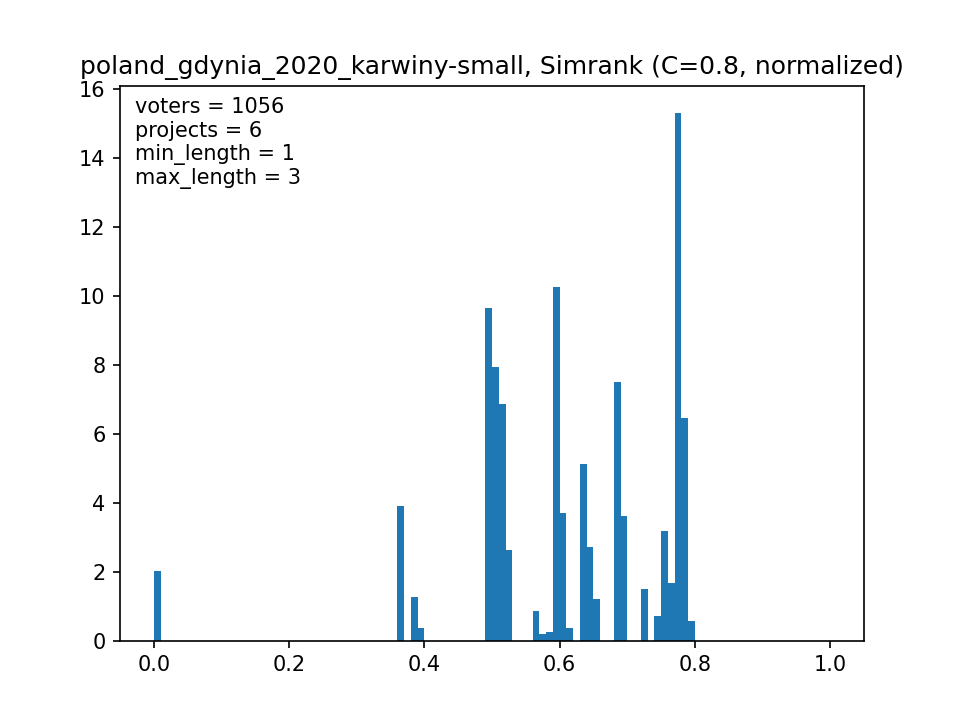 poland_gdynia_2020_karwiny-small, Simrank (C=0.8, normalized)
voters = 1056
projects = 6
min_length = 1
max_length = 3
16
14
12
10
8
6
4
2
0
0.0 0.2 0.4 0.6 0.8 1.0